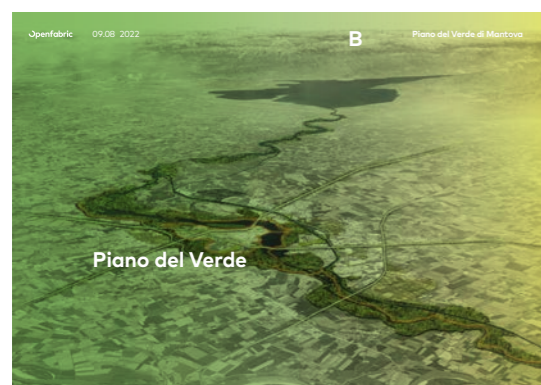 Openfabric
09.08 2022
B
Piano del Verde di Mantova
Piano del Verde